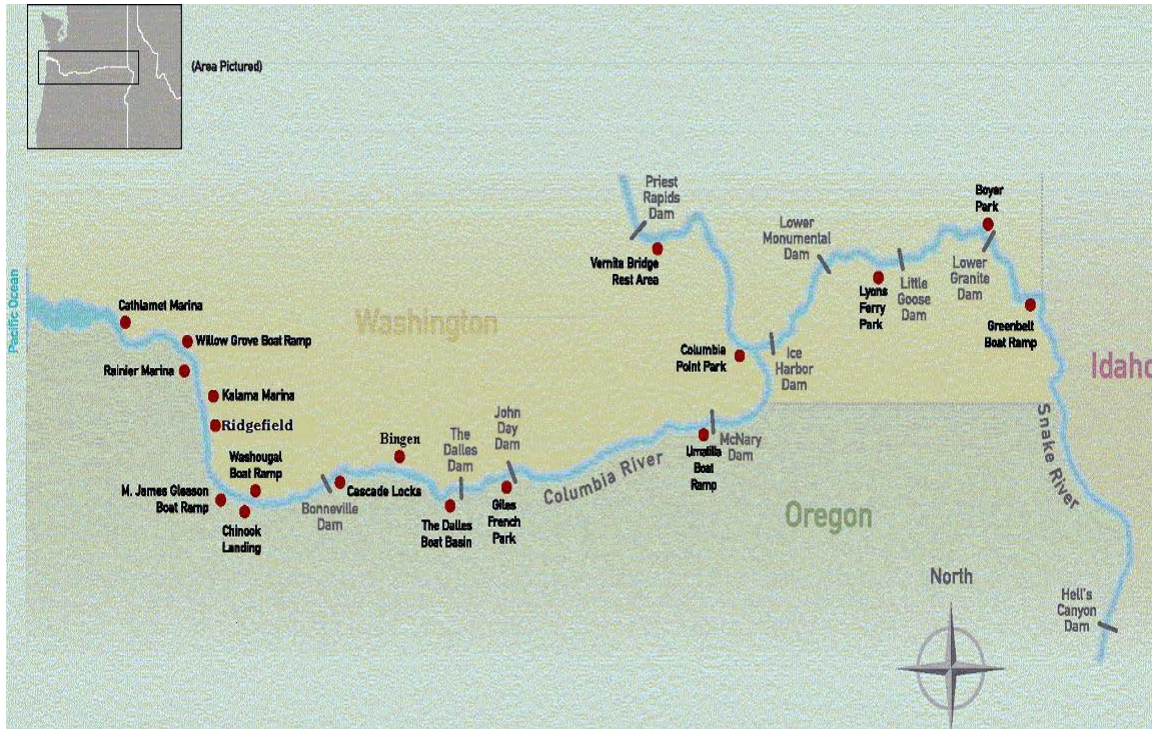 (Area Pictured)
Pacific Ocean
Cathlamet Marina
Willow Grove Boat Ramp
Rainier Marina
Kalama Marina
Ridgefield
Washougal
Boat Ramp
M. James Gleason
Boat Ramp
Chinook
Landing
Bonneville
Dam
Cascade Locks
Bingen
The
Dalles
Dam
The Dalles
Boat Basin
John
Day
Dam
Giles
French
Park
Columbia River
Washington
Priest
Rapids
Dam
Vernita Bridge
Rest Area
Columbia
Point Park
Umatilla
Boat
Ramp
McNary
Dam
Ice
Harbor
Dam
Lower
Monumental
Dam
Lyons
Ferry
Park
Little
Goose
Dam
Boyer
Park
Lower
Granite
Dam
Greenbelt
Boat Ramp
Idaho
Snake River
Oregon
North
Hell's
Canyon
Dam